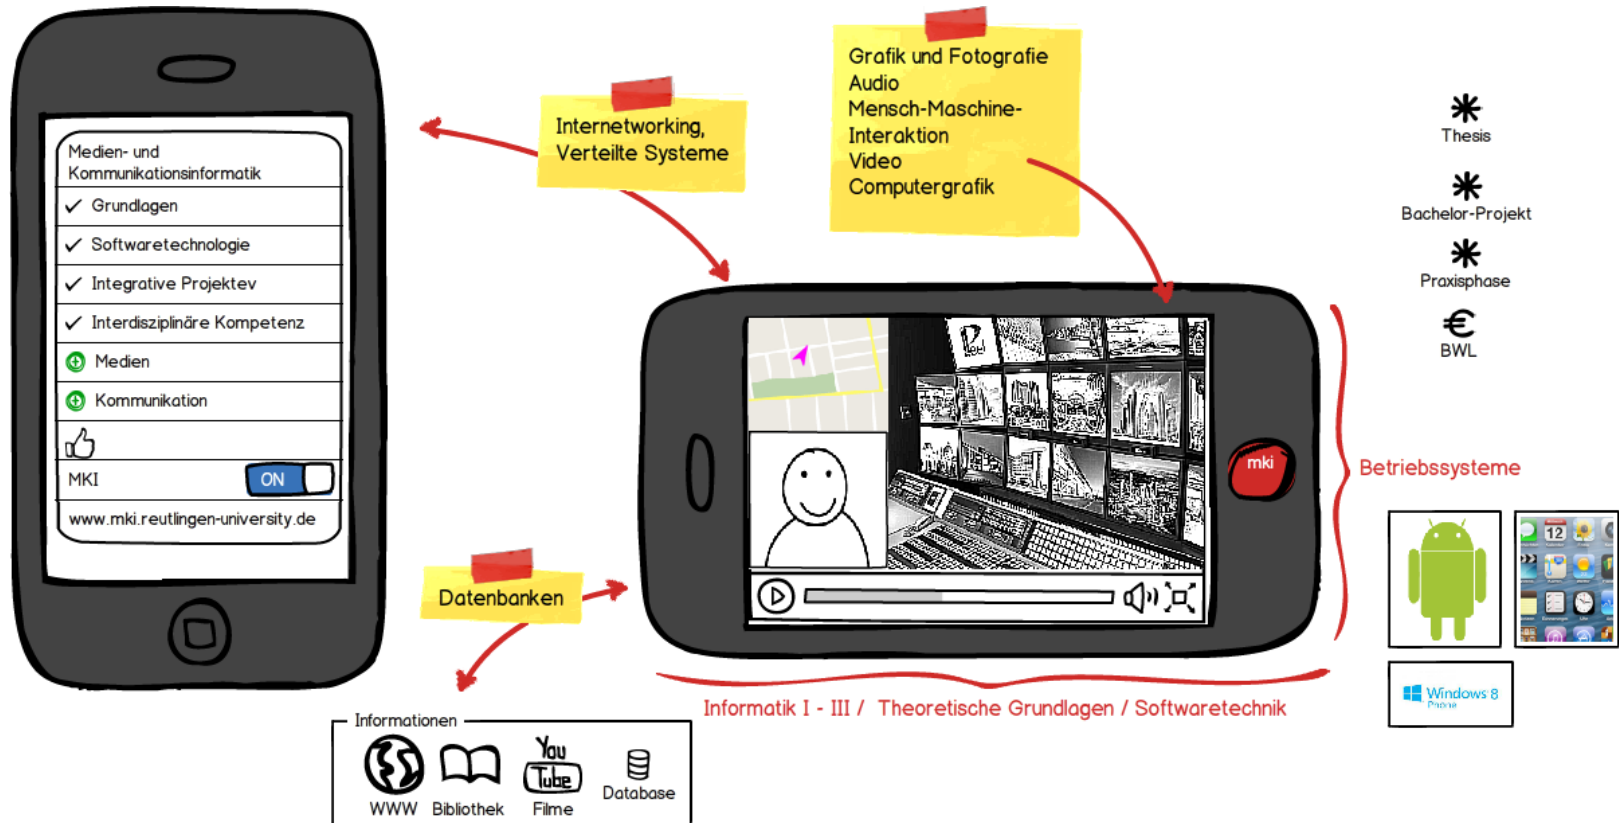 Medien- und
Kommunikationsinformatik
Grundlagen
Softwaretechnologie
Integrative Projektev
Interdisziplinäre Kompetenz
Medien
Kommunikation
MKI
ON
www.mki.reutlingen-university.de
Internetworking,
Verteilte Systeme
Grafik und Fotografie
Audio
Mensch-Maschine-
Interaktion
Video
Computergrafik
Thesis
Bachelor-Projekt
Praxisphase
€
BWL
mki
Betriebssysteme
12
Windows 8
Phone
Datenbanken
Informatik I - III / Theoretische Grundlagen / Softwaretechnik
Informationen
You
Tube
WWW
Bibliothek
Filme
Database